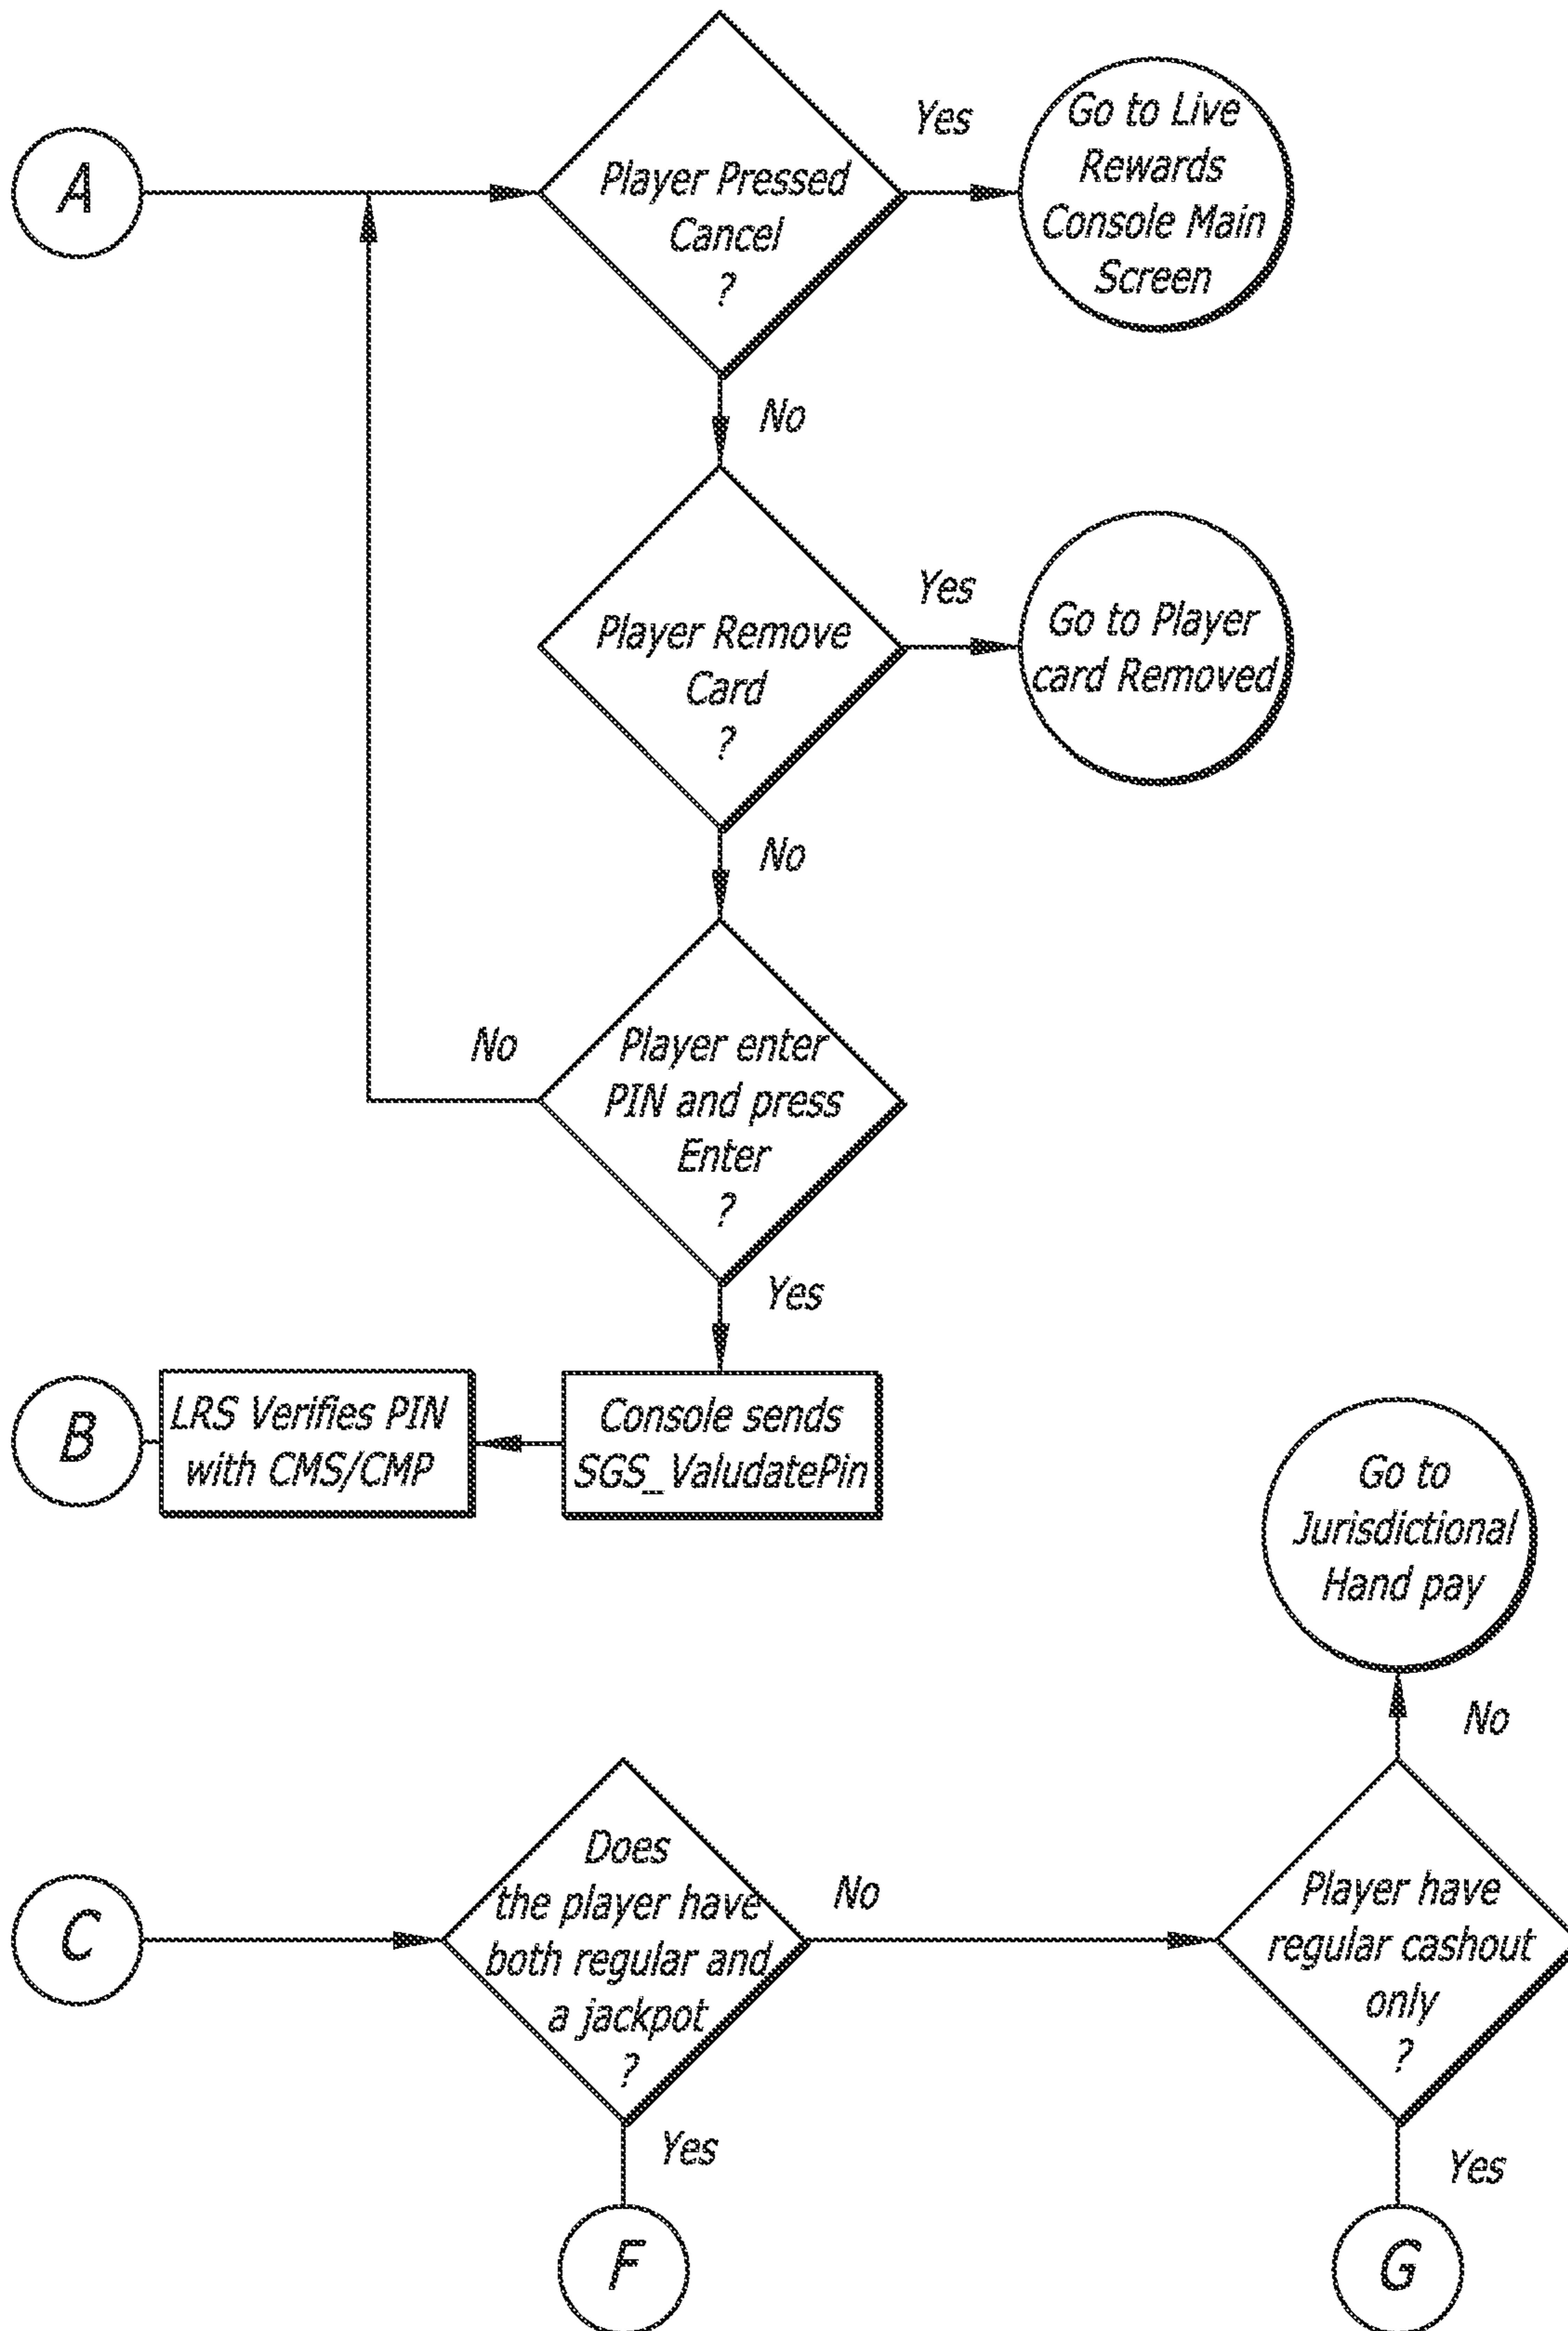 A
Player Pressed
Cancel
?
Yes
Go to Live
Rewards
Console Main
Screen
No
Player Remove
Card
?
Yes
Go to Player
card Removed
No
Player enter
PIN and press
Enter
?
No
Yes
Console sends
SGS_ValudatePin
LRS Verifies PIN
with CMS/CMP
B
Go to
Jurisdictional
Hand pay
No
C
Does
the player have
both regular and
a jackpot
?
No
Player have
regular cashout
only
?
Yes
Yes
F
G